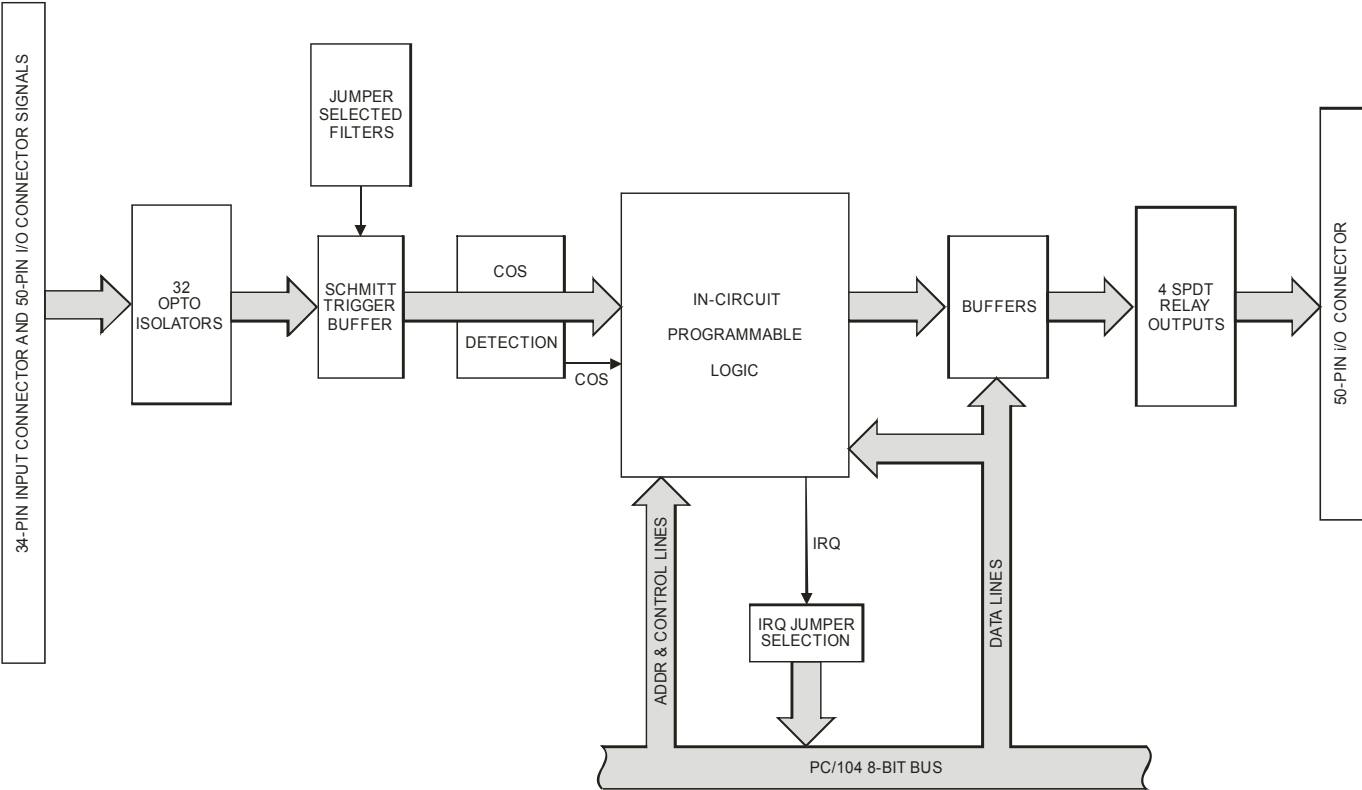 34-PIN INPUT CONNECTOR AND 50-PIN I/O CONNECTOR SIGNALS
JUMPER
SELECTED
FILTERS
32
OPTO
ISOLATORS
SCHMITT
TRIGGER
BUFFER
COS
DETECTION
COS
IN-CIRCUIT
PROGRAMMABLE
LOGIC
BUFFERS
4 SPDT
RELAY
OUTPUTS
50-PIN i/O CONNECTOR
ADDR & CONTROL LINES
IRQ
IRQ JUMPER
SELECTION
DATA LINES
PC/104 8-BIT BUS